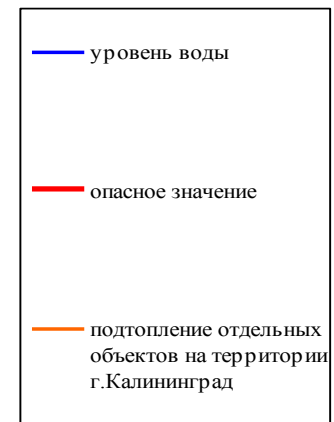 уровень воды
опасное значение
подтопление отдельных
объектов на территории
г.Калининград